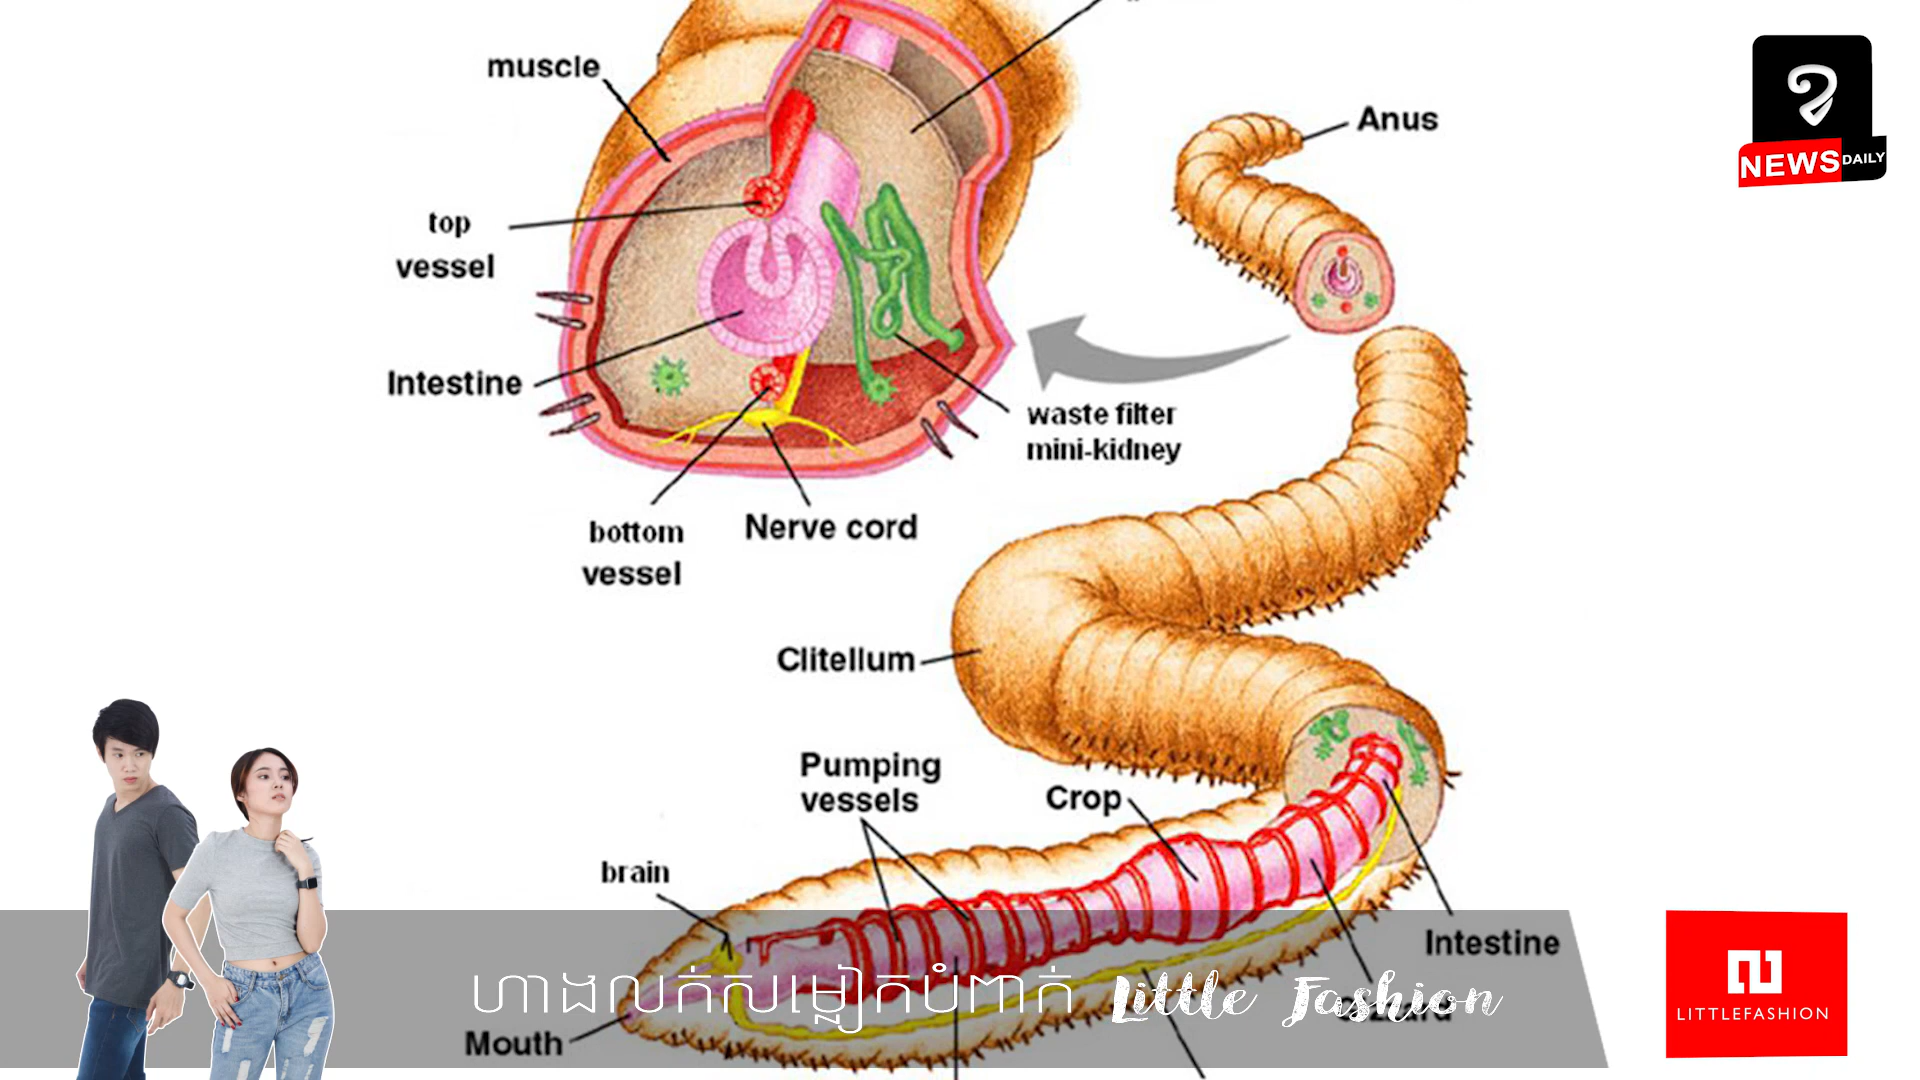 muscle
Anus
NEWS DAILY
top
vessel
Intestine
waste filter
mini-kidney
bottom
vessel
Nerve cord
Clitellum
Pumping
vessels
Crop
brain
Intestine
ហាងលក់សម្លៀកបំពាក់ Little Fashion
Mouth
LITTLEFASHION